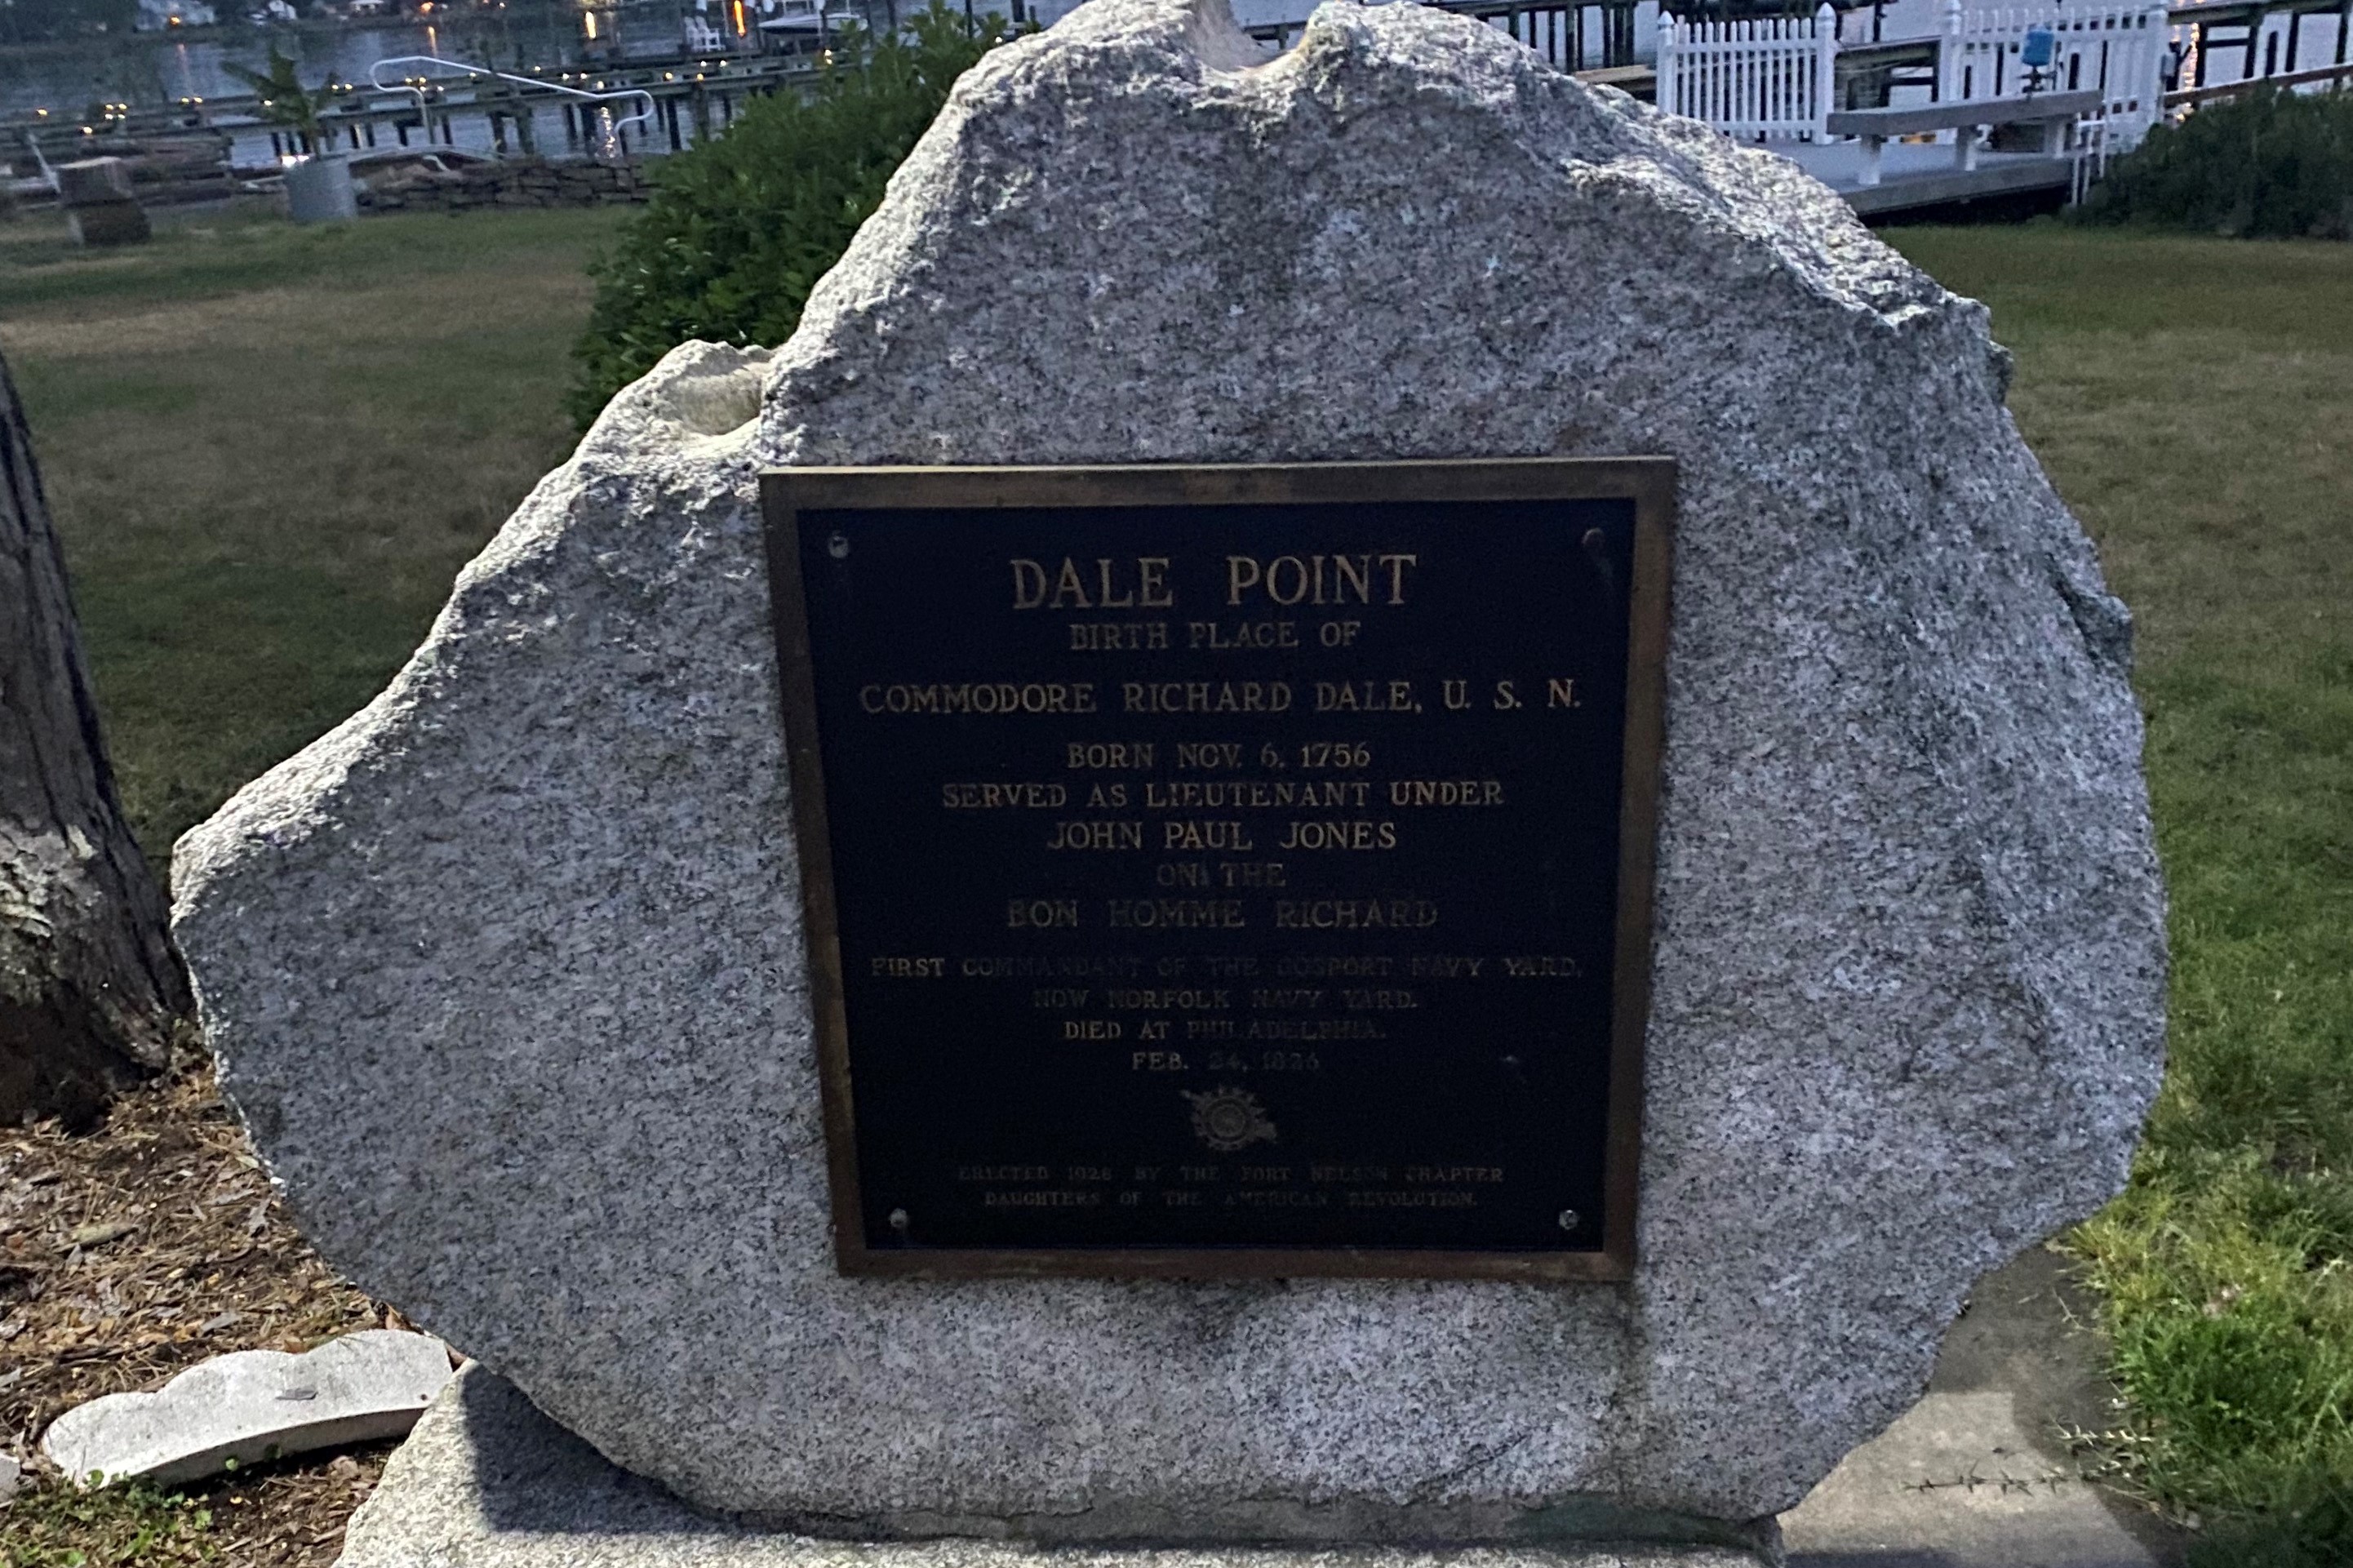 DALE POINT
BIRTH PLACE OF
COMMODORE RICHARD DALE, U. S. N.
BORN NOV. 6, 1756
SERVED AS LIEUTENANT UNDER
JOHN PAUL JONES
ON THE
BON HOMME RICHARD
FIRST COMMANDANT OF THE GOSPORT NAVY YARD,
NOW NORFOLK NAVY YARD.
DIED AT PHILADELPHIA.
FEB. 24, 1826
ERECTED 1928 BY THE FORT NELSON CHAPTER
DAUGHTERS OF THE AMERICAN REVOLUTION.